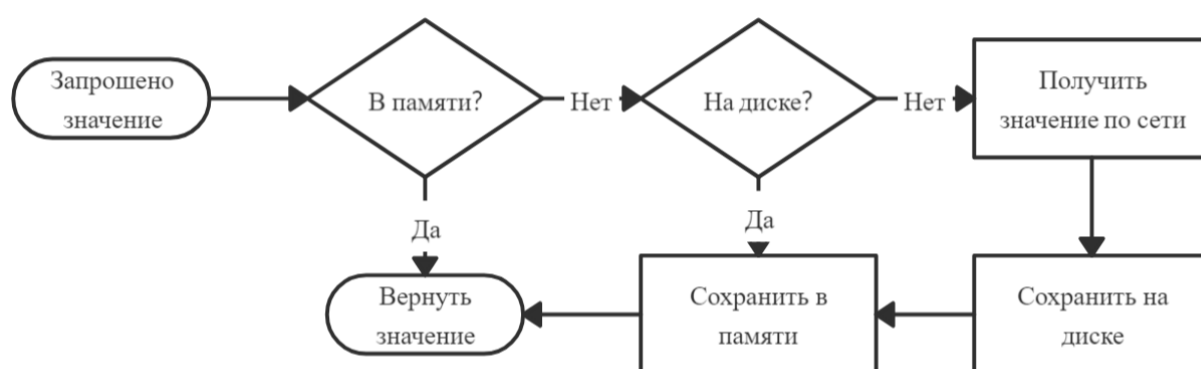 Запрошено
значение
В памяти?
Нет
На диске?
Нет
Получить
значение по сети
Да
Да
Вернуть
значение
Сохранить в
памяти
Сохранить на
диске